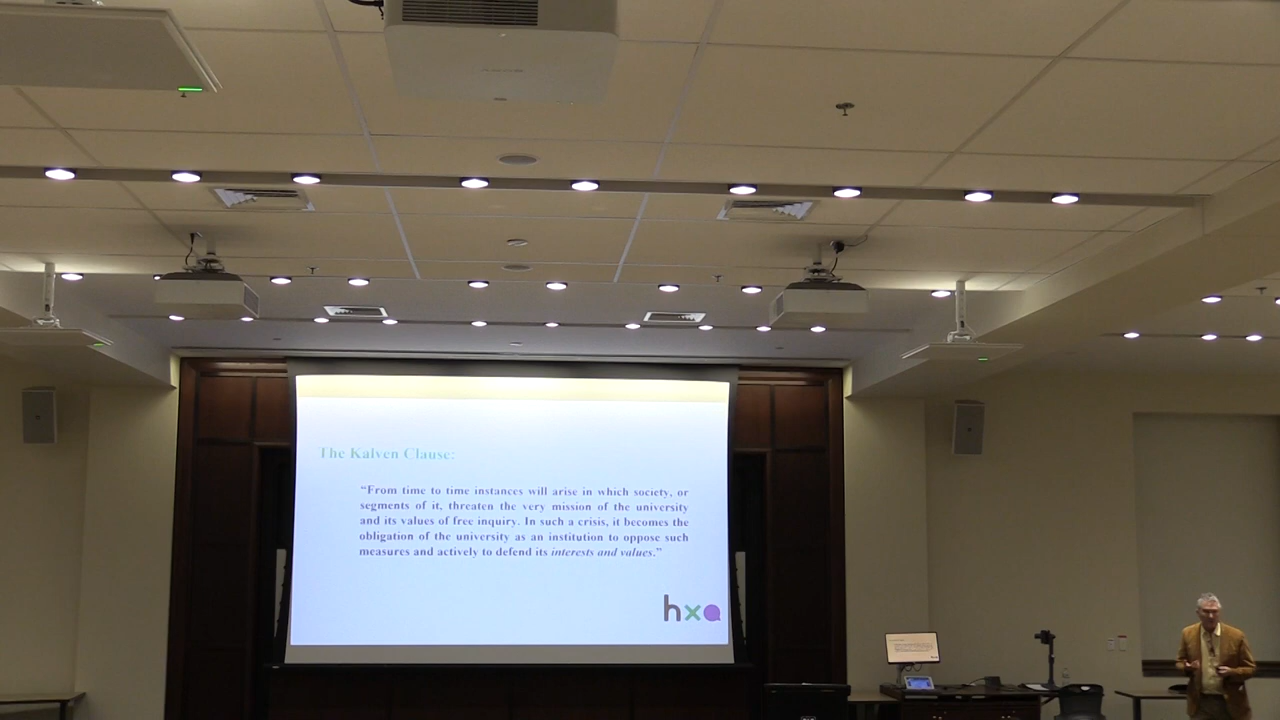 The Kalven Clause:
“From time to time instances will arise in which society, or
segments of it, threaten the very mission of the university
and its values of free inquiry. In such a crisis, it becomes the
obligation of the university as an institution to oppose such
measures and actively to defend its interests and values.”
hxa